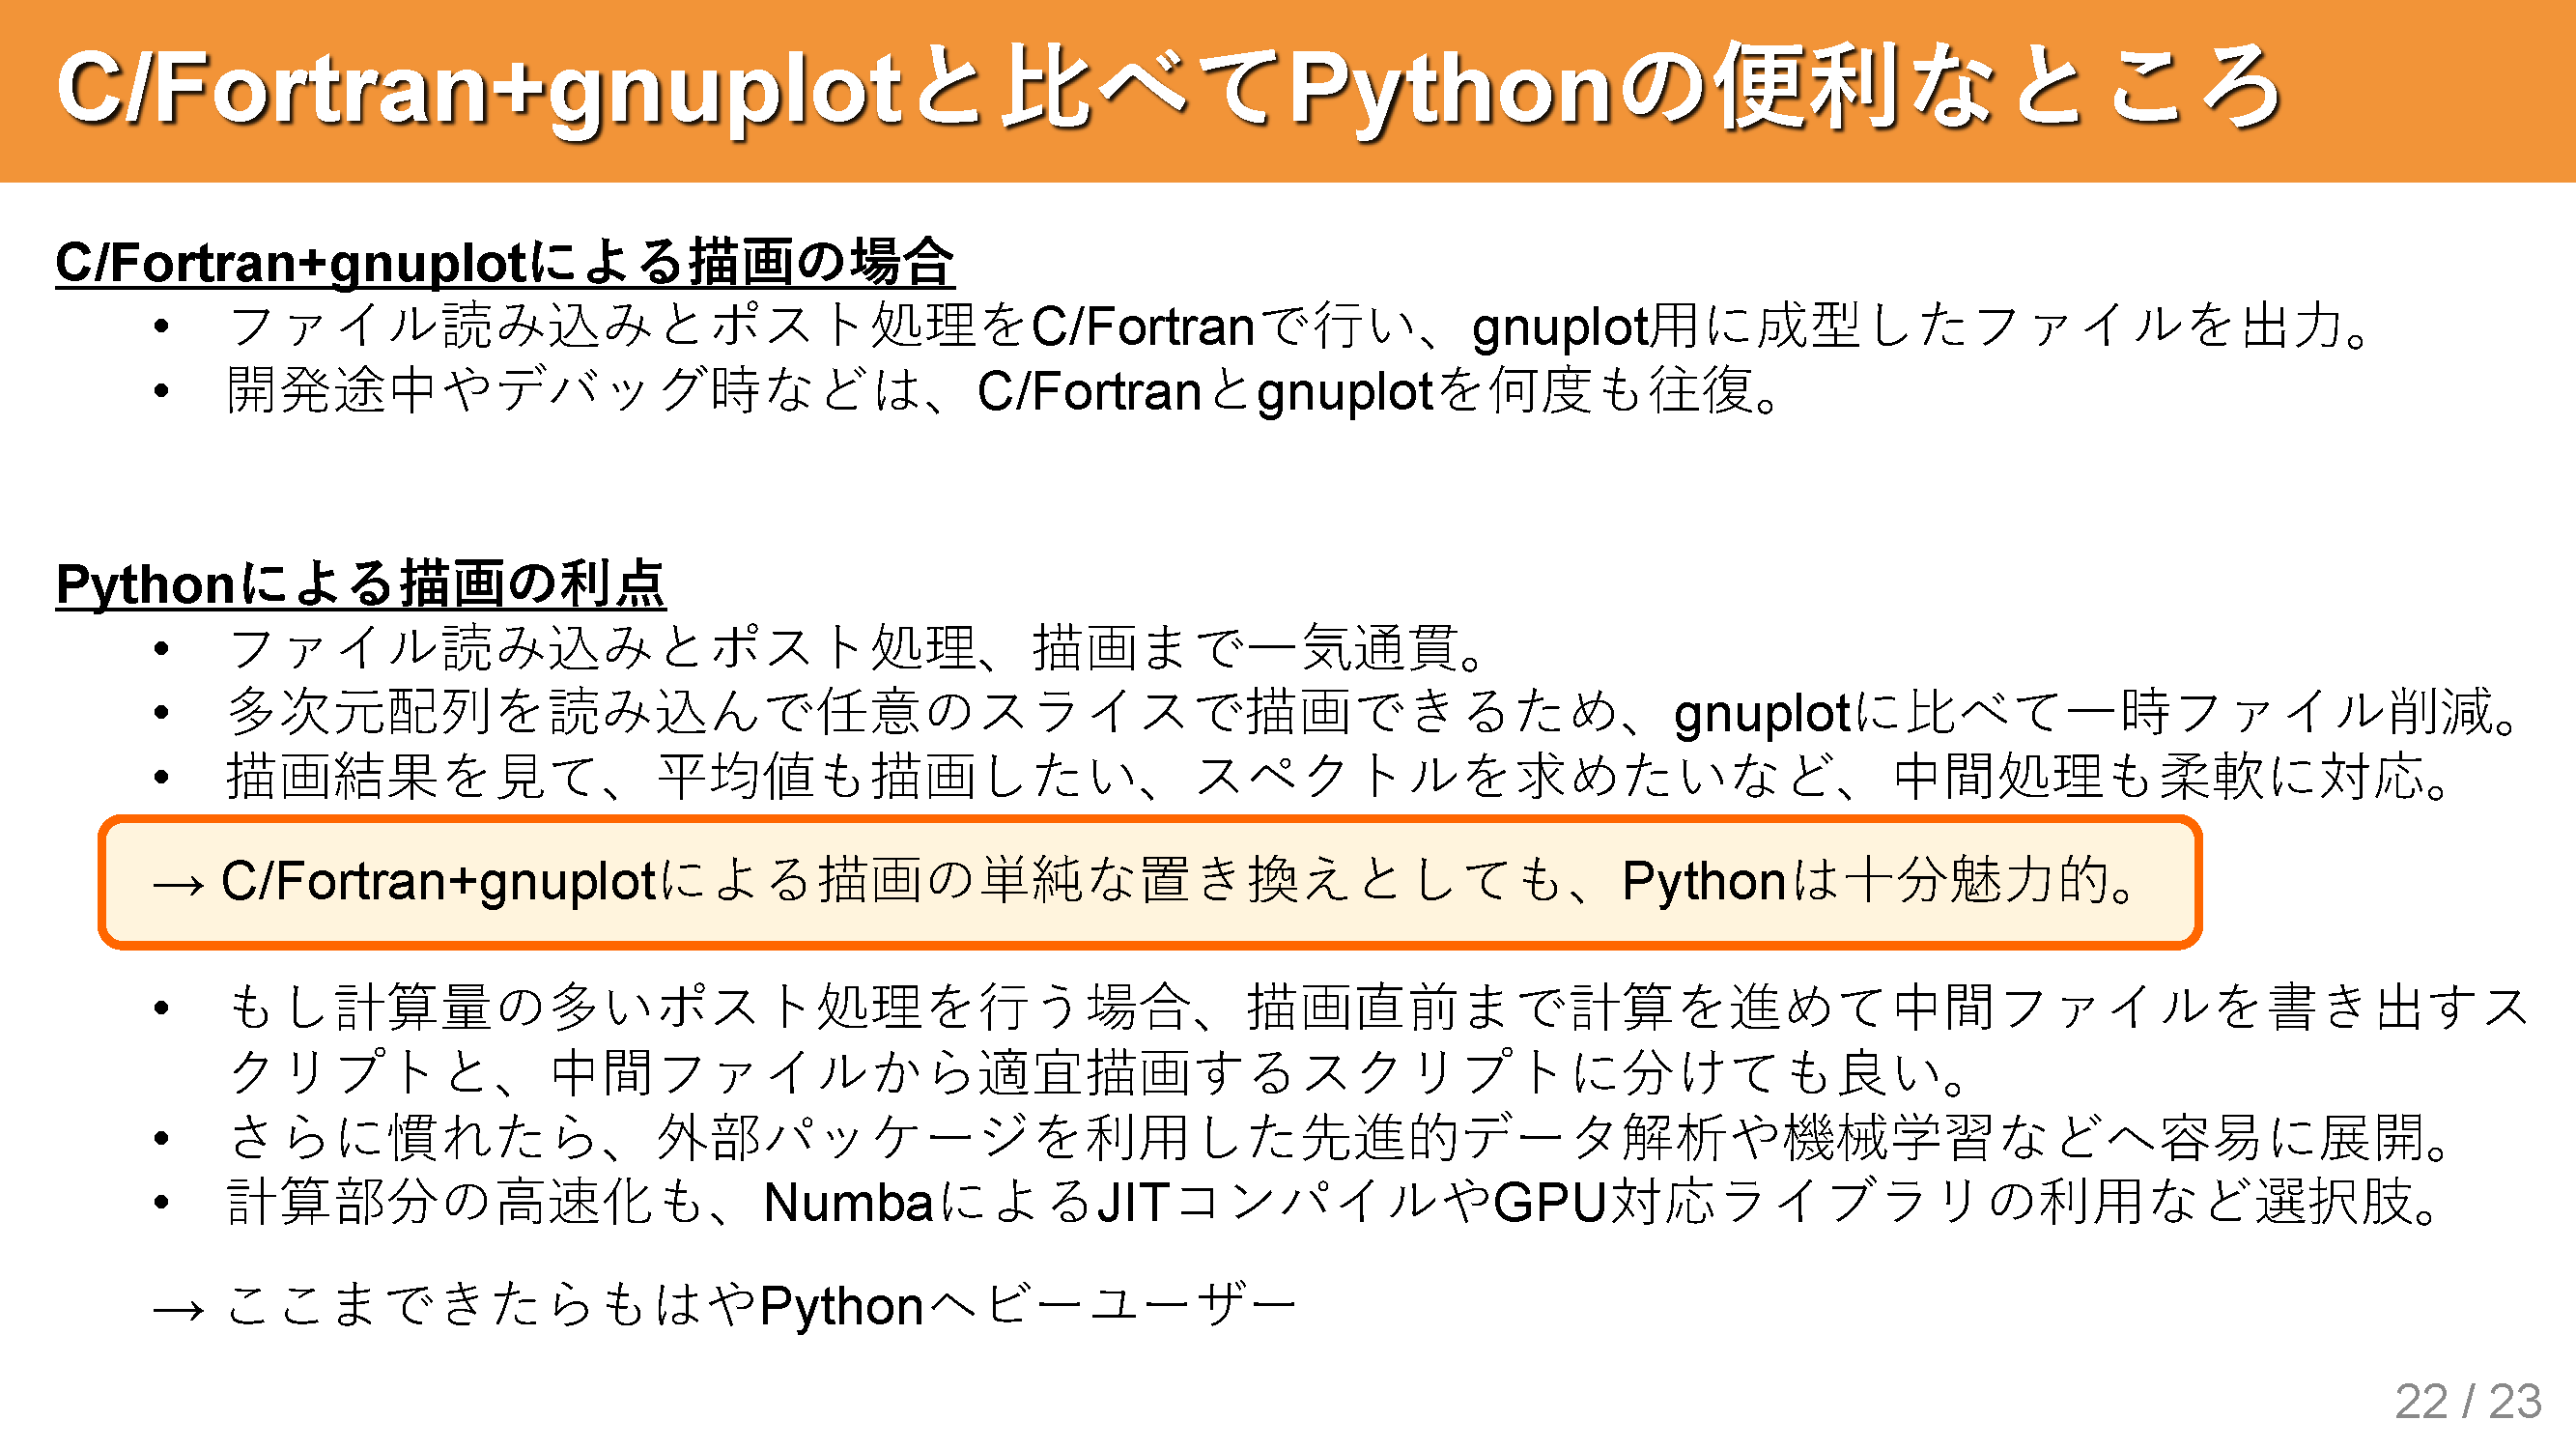 C/Fortran+gnuplotと比べてPythonの便利なところ
C/Fortran+gnuplotによる描画の場合
• ファイル読み込みとポスト処理をC/Fortranで行い、gnuplot用に成型したファイルを出力。
• 開発途中やデバッグ時などは、C/Fortranとgnuplotを何度も往復。
Pythonによる描画の利点
• ファイル読み込みとポスト処理、描画まで一気通貫。
• 多次元配列を読み込んで任意のスライスで描画できるため、gnuplotに比べて一時ファイル削減。
• 描画結果を見て、平均値も描画したい、スペクトルを求めたいなど、中間処理も柔軟に対応。
→ C/Fortran+gnuplotによる描画の単純な置き換えとしても、Pythonは十分魅力的。
• もし計算量の多いポスト処理を行う場合、描画直前まで計算を進めて中間ファイルを書き出すス
クリプトと、中間ファイルから適宜描画するスクリプトに分けても良い。
• さらに慣れたら、外部パッケージを利用した先進的データ解析や機械学習などへ容易に展開。
• 計算部分の高速化も、NumbaによるJITコンパイルやGPU対応ライブラリの利用など選択肢。
→ ここまできたらもはやPythonヘビーユーザー
22 / 23